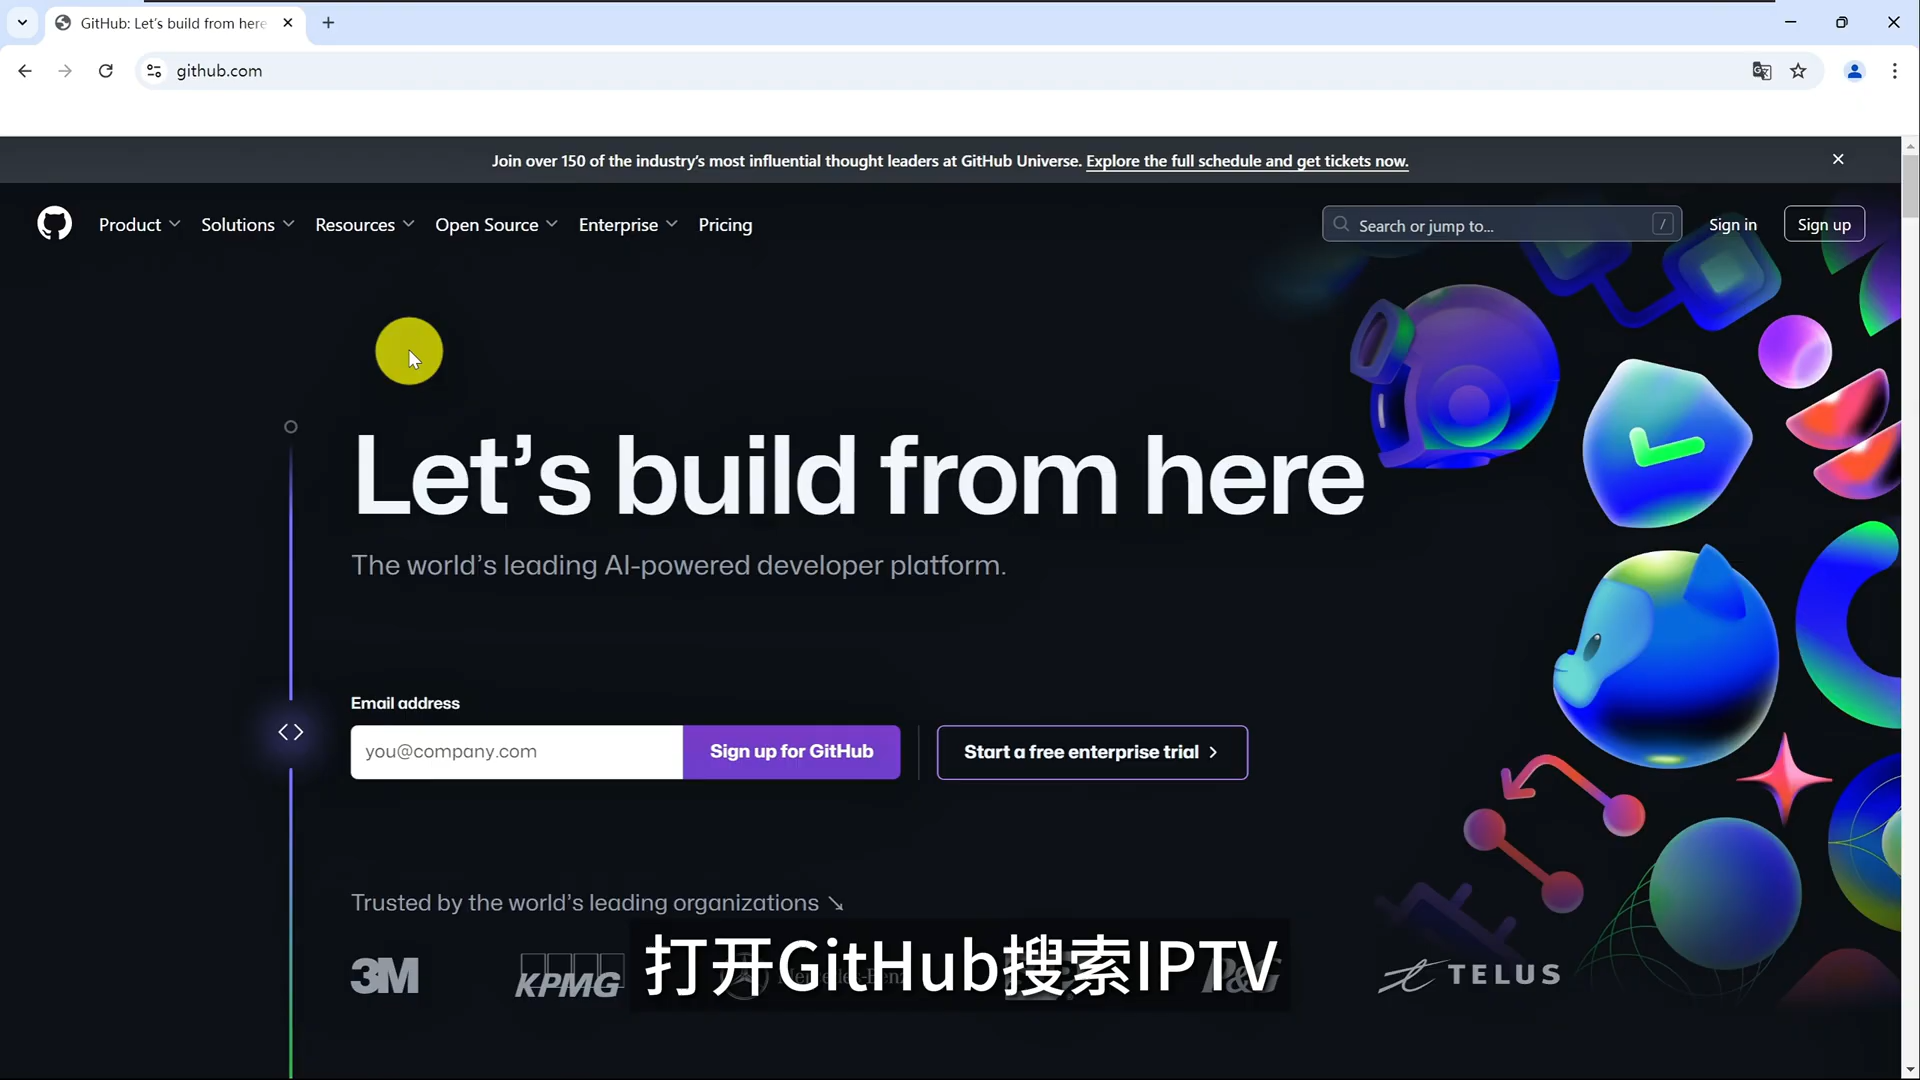 GitHub: Let's build from here
github.com
Join over 150 of the industry's most influential thought leaders at GitHub Universe. Explore the full schedule and get tickets now.
Product Solutions Resources Open Source Enterprise Pricing Search or jump to... / Sign in Sign up
Let's build from here
The world's leading AI-powered developer platform.
Email address
you@company.com Sign up for GitHub Start a free enterprise trial
Trusted by the world's leading organizations
3M KPMG P&G TELUS
打开GitHub搜索IPTV